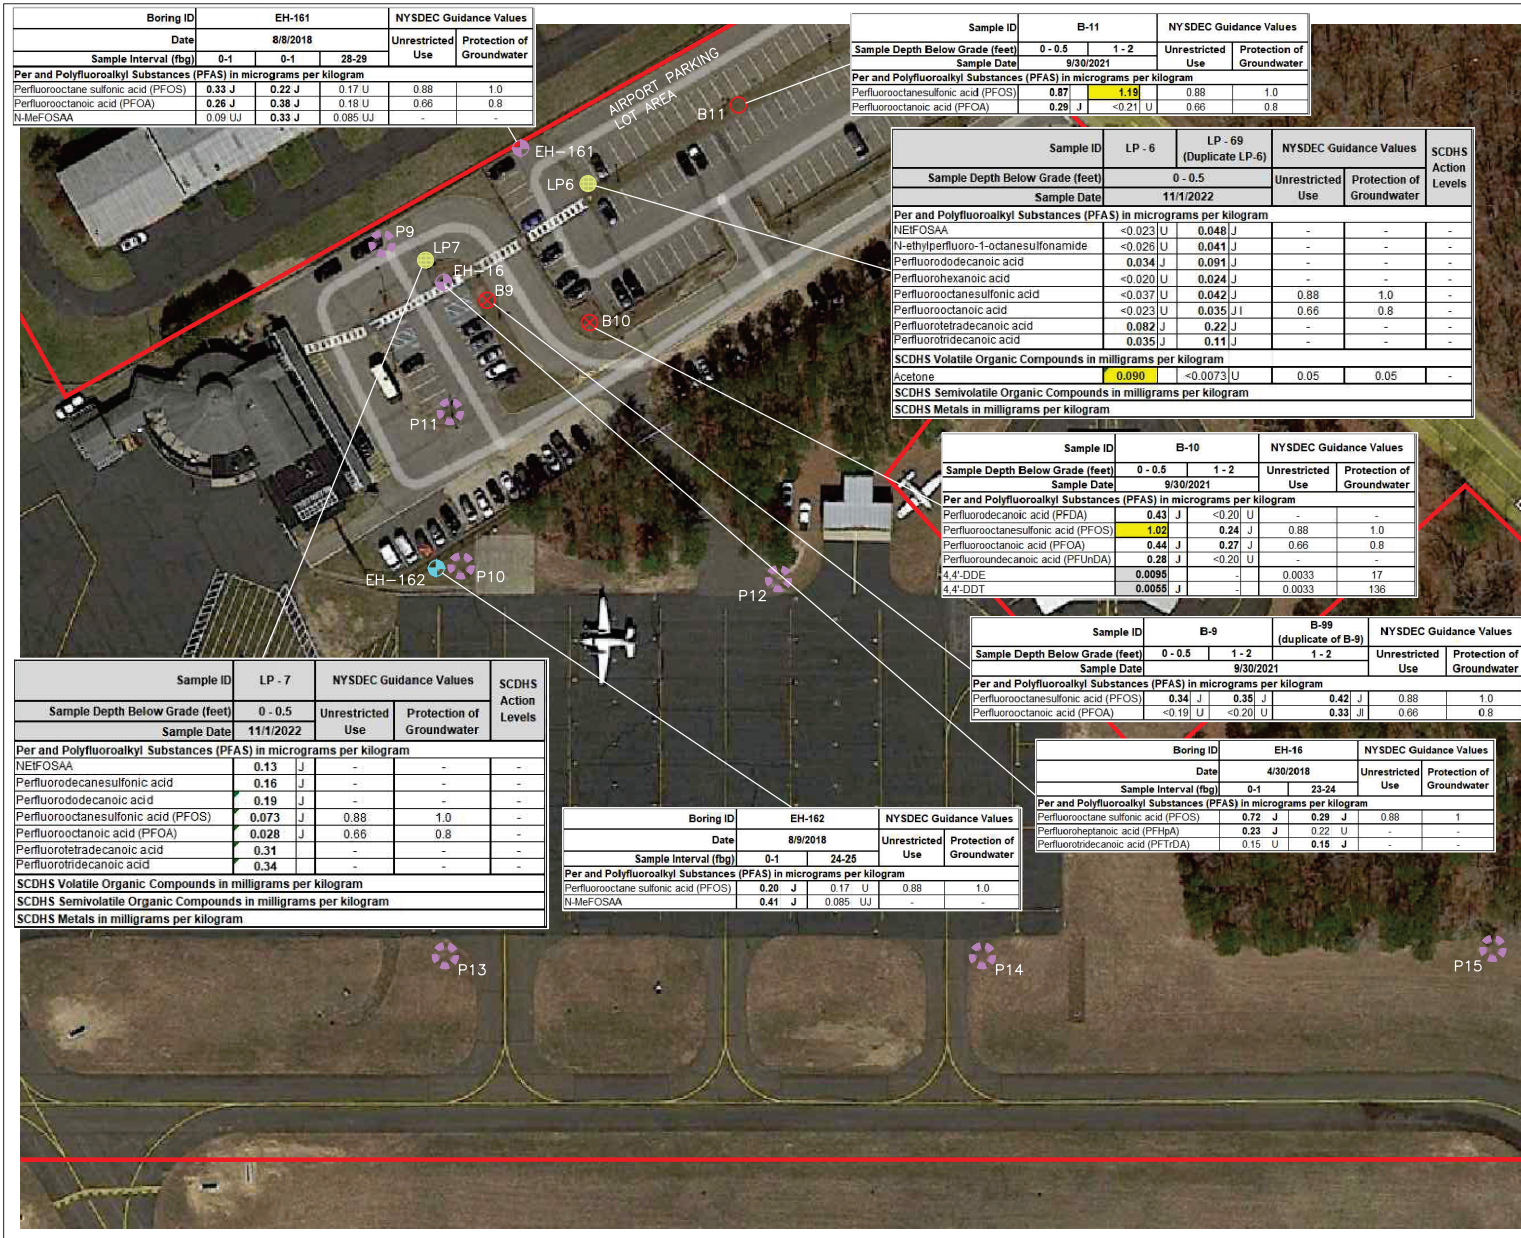 Boring ID EH-161 NYSDEC Guidance Values
Date 8/8/2018 Unrestricted Use Protection of Groundwater
Sample Interval (fbg) 0-1 0-1 28-29
Per and Polyfluoroalkyl Substances (PFAS) in micrograms per kilogram
Perfluorooctane sulfonic acid (PFOS) 0.33 J 0.22 J 0.17 U 0.88 1.0
Perfluorooctanoic acid (PFOA) 0.26 J 0.38 J 0.18 U 0.66 0.8
N-MeFOSAA 0.09 UJ 0.33 J 0.085 UJ - -
Sample ID B-11 NYSDEC Guidance Values
Sample Depth Below Grade (feet) 0 - 0.5 1 - 2 Unrestricted Use Protection of Groundwater
Sample Date 9/30/2021
Per and Polyfluoroalkyl Substances (PFAS) in micrograms per kilogram
Perfluorooctanesulfonic acid (PFOS) 0.87 1.19 0.88 1.0
Perfluorooctanoic acid (PFOA) 0.29 J <0.21 U 0.66 0.8
AIRPORT PARKING
LOT AREA
B11
EH-161
LP6
P9
LP7
EH-16
B9
B10
P11
EH-162
P10
P12
Sample ID LP - 6 LP - 69 (Duplicate LP-6) NYSDEC Guidance Values SCDHS Action Levels
Sample Depth Below Grade (feet) 0 - 0.5 Unrestricted Use Protection of Groundwater
Sample Date 11/1/2022
Per and Polyfluoroalkyl Substances (PFAS) in micrograms per kilogram
NEtFOSAA <0.023 U 0.048 J - - -
N-ethylperfluoro-1-octanesulfonamide <0.026 U 0.041 J - - -
Perfluorododecanoic acid 0.034 J 0.091 J - - -
Perfluorohexanoic acid <0.020 U 0.024 J - - -
Perfluorooctanesulfonic acid <0.037 U 0.042 J 0.88 1.0 -
Perfluorooctanoic acid <0.023 U 0.035 J I 0.66 0.8 -
Perfluorotetradecanoic acid 0.082 J 0.22 J - - -
Perfluorotridecanoic acid 0.035 J 0.11 J - - -
SCDHS Volatile Organic Compounds in milligrams per kilogram
Acetone 0.090 <0.0073 U 0.05 0.05 -
SCDHS Semivolatile Organic Compounds in milligrams per kilogram
SCDHS Metals in milligrams per kilogram
Sample ID B-10 NYSDEC Guidance Values
Sample Depth Below Grade (feet) 0 - 0.5 1 - 2 Unrestricted Use Protection of Groundwater
Sample Date 9/30/2021
Per and Polyfluoroalkyl Substances (PFAS) in micrograms per kilogram
Perfluorodecanoic acid (PFDA) 0.43 J <0.20 U - -
Perfluorooctanesulfonic acid (PFOS) 1.02 0.24 J 0.88 1.0
Perfluorooctanoic acid (PFOA) 0.44 J 0.27 J 0.66 0.8
Perfluoroundecanoic acid (PFUnDA) 0.28 J <0.20 U - -
4,4'-DDE 0.0095 - 0.0033 17
4,4'-DDT 0.0055 J - 0.0033 136
Sample ID B-9 B-99 (duplicate of B-9) NYSDEC Guidance Values
Sample Depth Below Grade (feet) 0 - 0.5 1 - 2 1 - 2 Unrestricted Use Protection of Groundwater
Sample Date 9/30/2021
Per and Polyfluoroalkyl Substances (PFAS) in micrograms per kilogram
Perfluorooctanesulfonic acid (PFOS) 0.34 J 0.35 J 0.42 J 0.88 1.0
Perfluorooctanoic acid (PFOA) <0.19 U <0.20 U 0.33 JI 0.66 0.8
Sample ID LP - 7 NYSDEC Guidance Values SCDHS Action Levels
Sample Depth Below Grade (feet) 0 - 0.5 Unrestricted Use Protection of Groundwater
Sample Date 11/1/2022
Per and Polyfluoroalkyl Substances (PFAS) in micrograms per kilogram
NEtFOSAA 0.13 J - - -
Perfluorodecanesulfonic acid 0.16 J - - -
Perfluorododecanoic acid 0.19 J - - -
Perfluorooctanesulfonic acid (PFOS) 0.073 J 0.88 1.0 -
Perfluorooctanoic acid (PFOA) 0.028 J 0.66 0.8 -
Perfluorotetradecanoic acid 0.31 - - -
Perfluorotridecanoic acid 0.34 - - -
SCDHS Volatile Organic Compounds in milligrams per kilogram
SCDHS Semivolatile Organic Compounds in milligrams per kilogram
SCDHS Metals in milligrams per kilogram
Boring ID EH-16 NYSDEC Guidance Values
Date 4/30/2018 Unrestricted Use Protection of Groundwater
Sample Interval (fbg) 0-1 23-24
Per and Polyfluoroalkyl Substances (PFAS) in micrograms per kilogram
Perfluorooctane sulfonic acid (PFOS) 0.72 J 0.29 J 0.88 1
Perfluoroheptanoic acid (PFHpA) 0.23 J 0.22 U - -
Perfluorotridecanoic acid (PFTrDA) 0.15 U 0.15 J - -
Boring ID EH-162 NYSDEC Guidance Values
Date 8/9/2018 Unrestricted Use Protection of Groundwater
Sample Interval (fbg) 0-1 24-25
Per and Polyfluoroalkyl Substances (PFAS) in micrograms per kilogram
Perfluorooctane sulfonic acid (PFOS) 0.20 J 0.17 U 0.88 1.0
N-MeFOSAA 0.41 J 0.085 UJ - -
P13
P14
P15